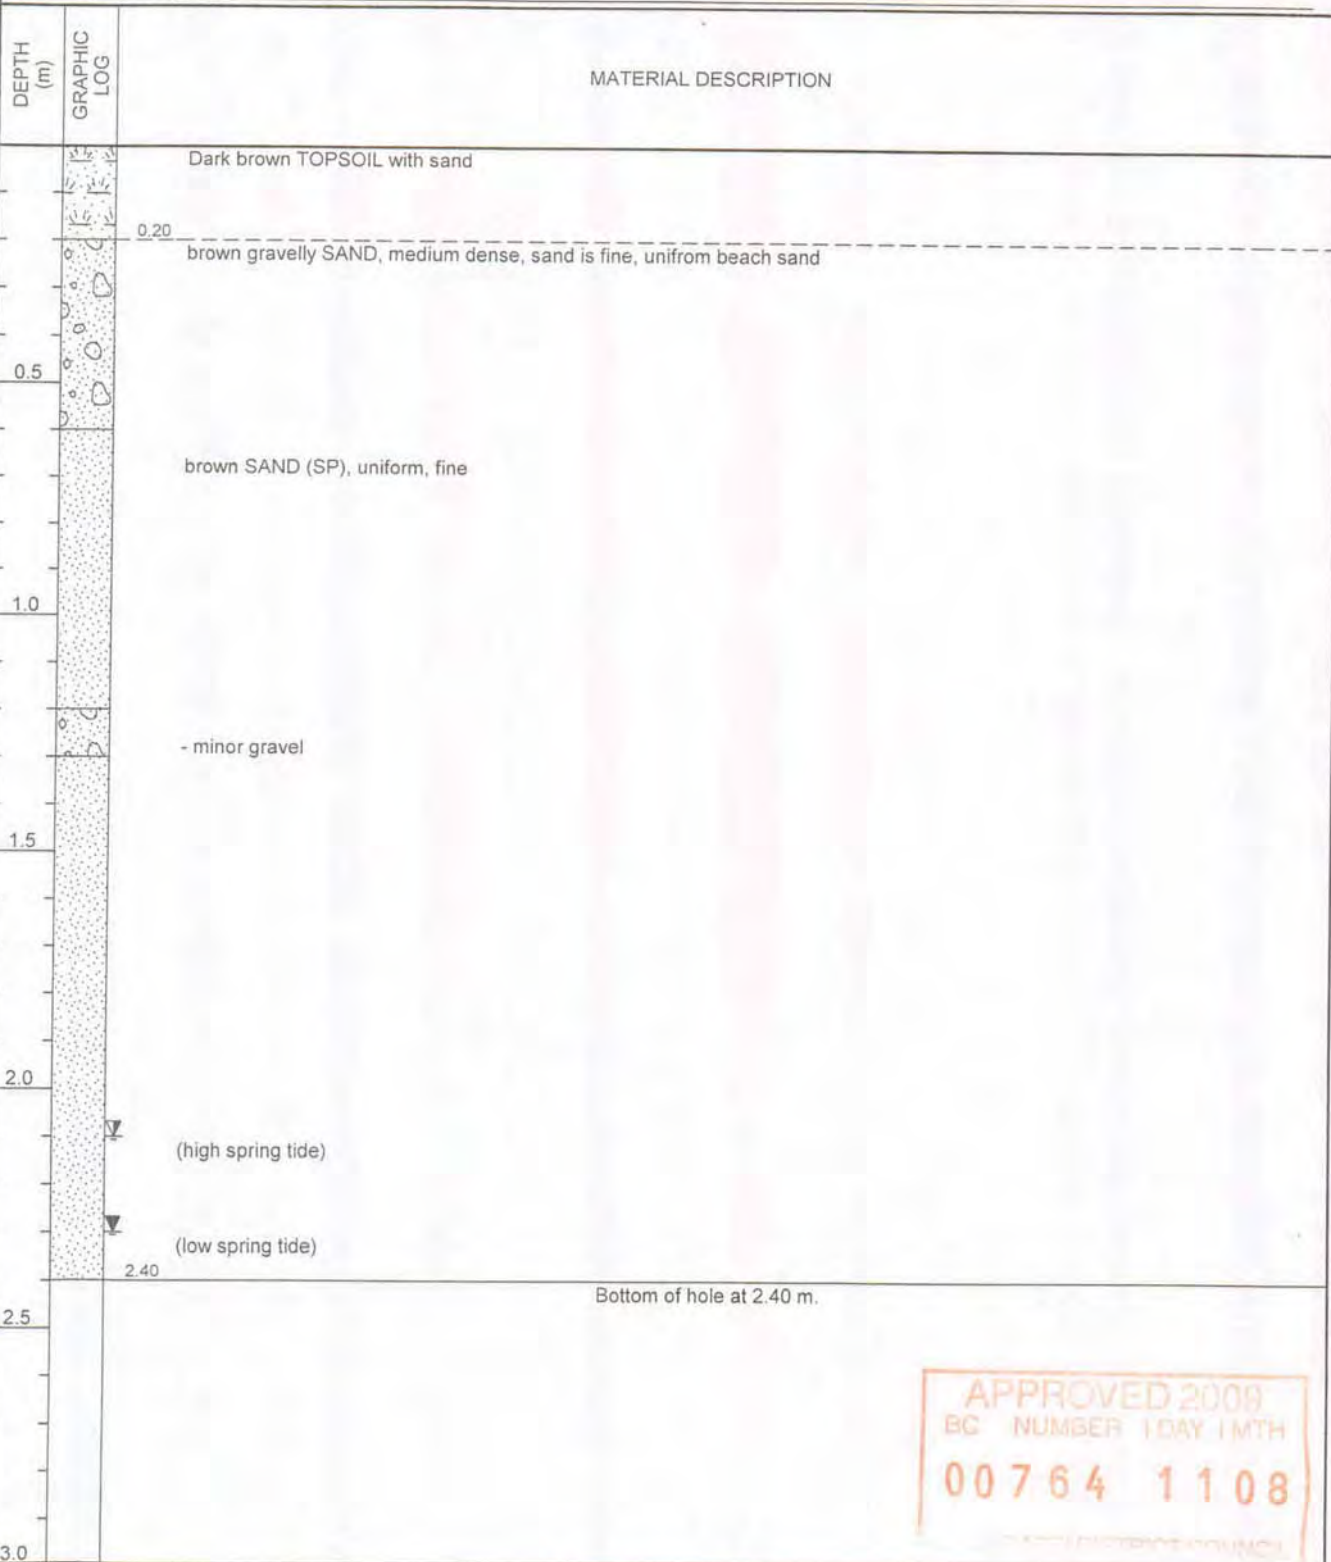 DEPTH
(m)
GRAPHIC
LOG
MATERIAL DESCRIPTION
Dark brown TOPSOIL with sand
0.20
brown gravelly SAND, medium dense, sand is fine, unifrom beach sand
0.5
brown SAND (SP), uniform, fine
1.0
- minor gravel
1.5
2.0
(high spring tide)
(low spring tide)
2.40
Bottom of hole at 2.40 m.
2.5
APPROVED 2009
BC NUMBER | DAY | MTH
00764 1108
DISTRICT COUNCIL
3.0